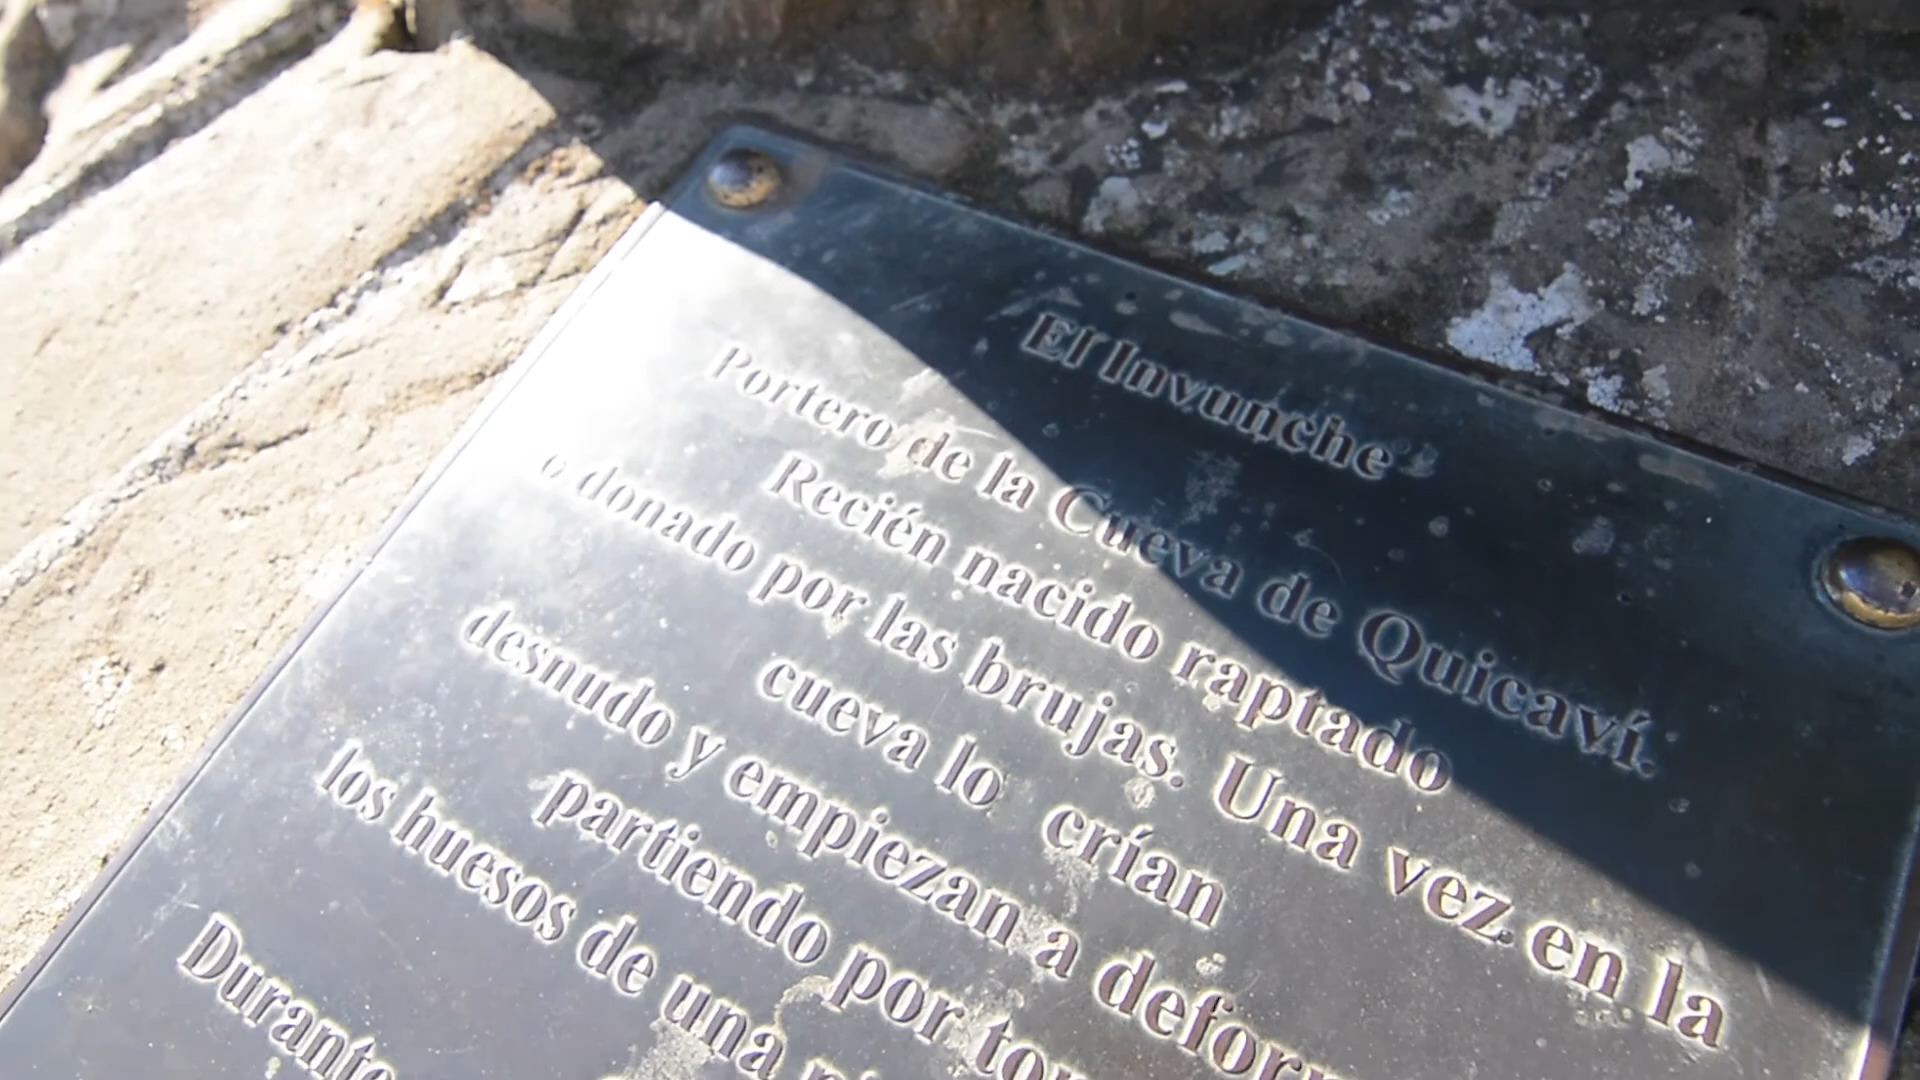 El Invunche
Portero de la Cueva de Quicaví.
Recién nacido raptado
o donado por las brujas. Una vez en la
cueva lo crían
desnudo y empiezan a
partiendo por
los huesos de una
Durante